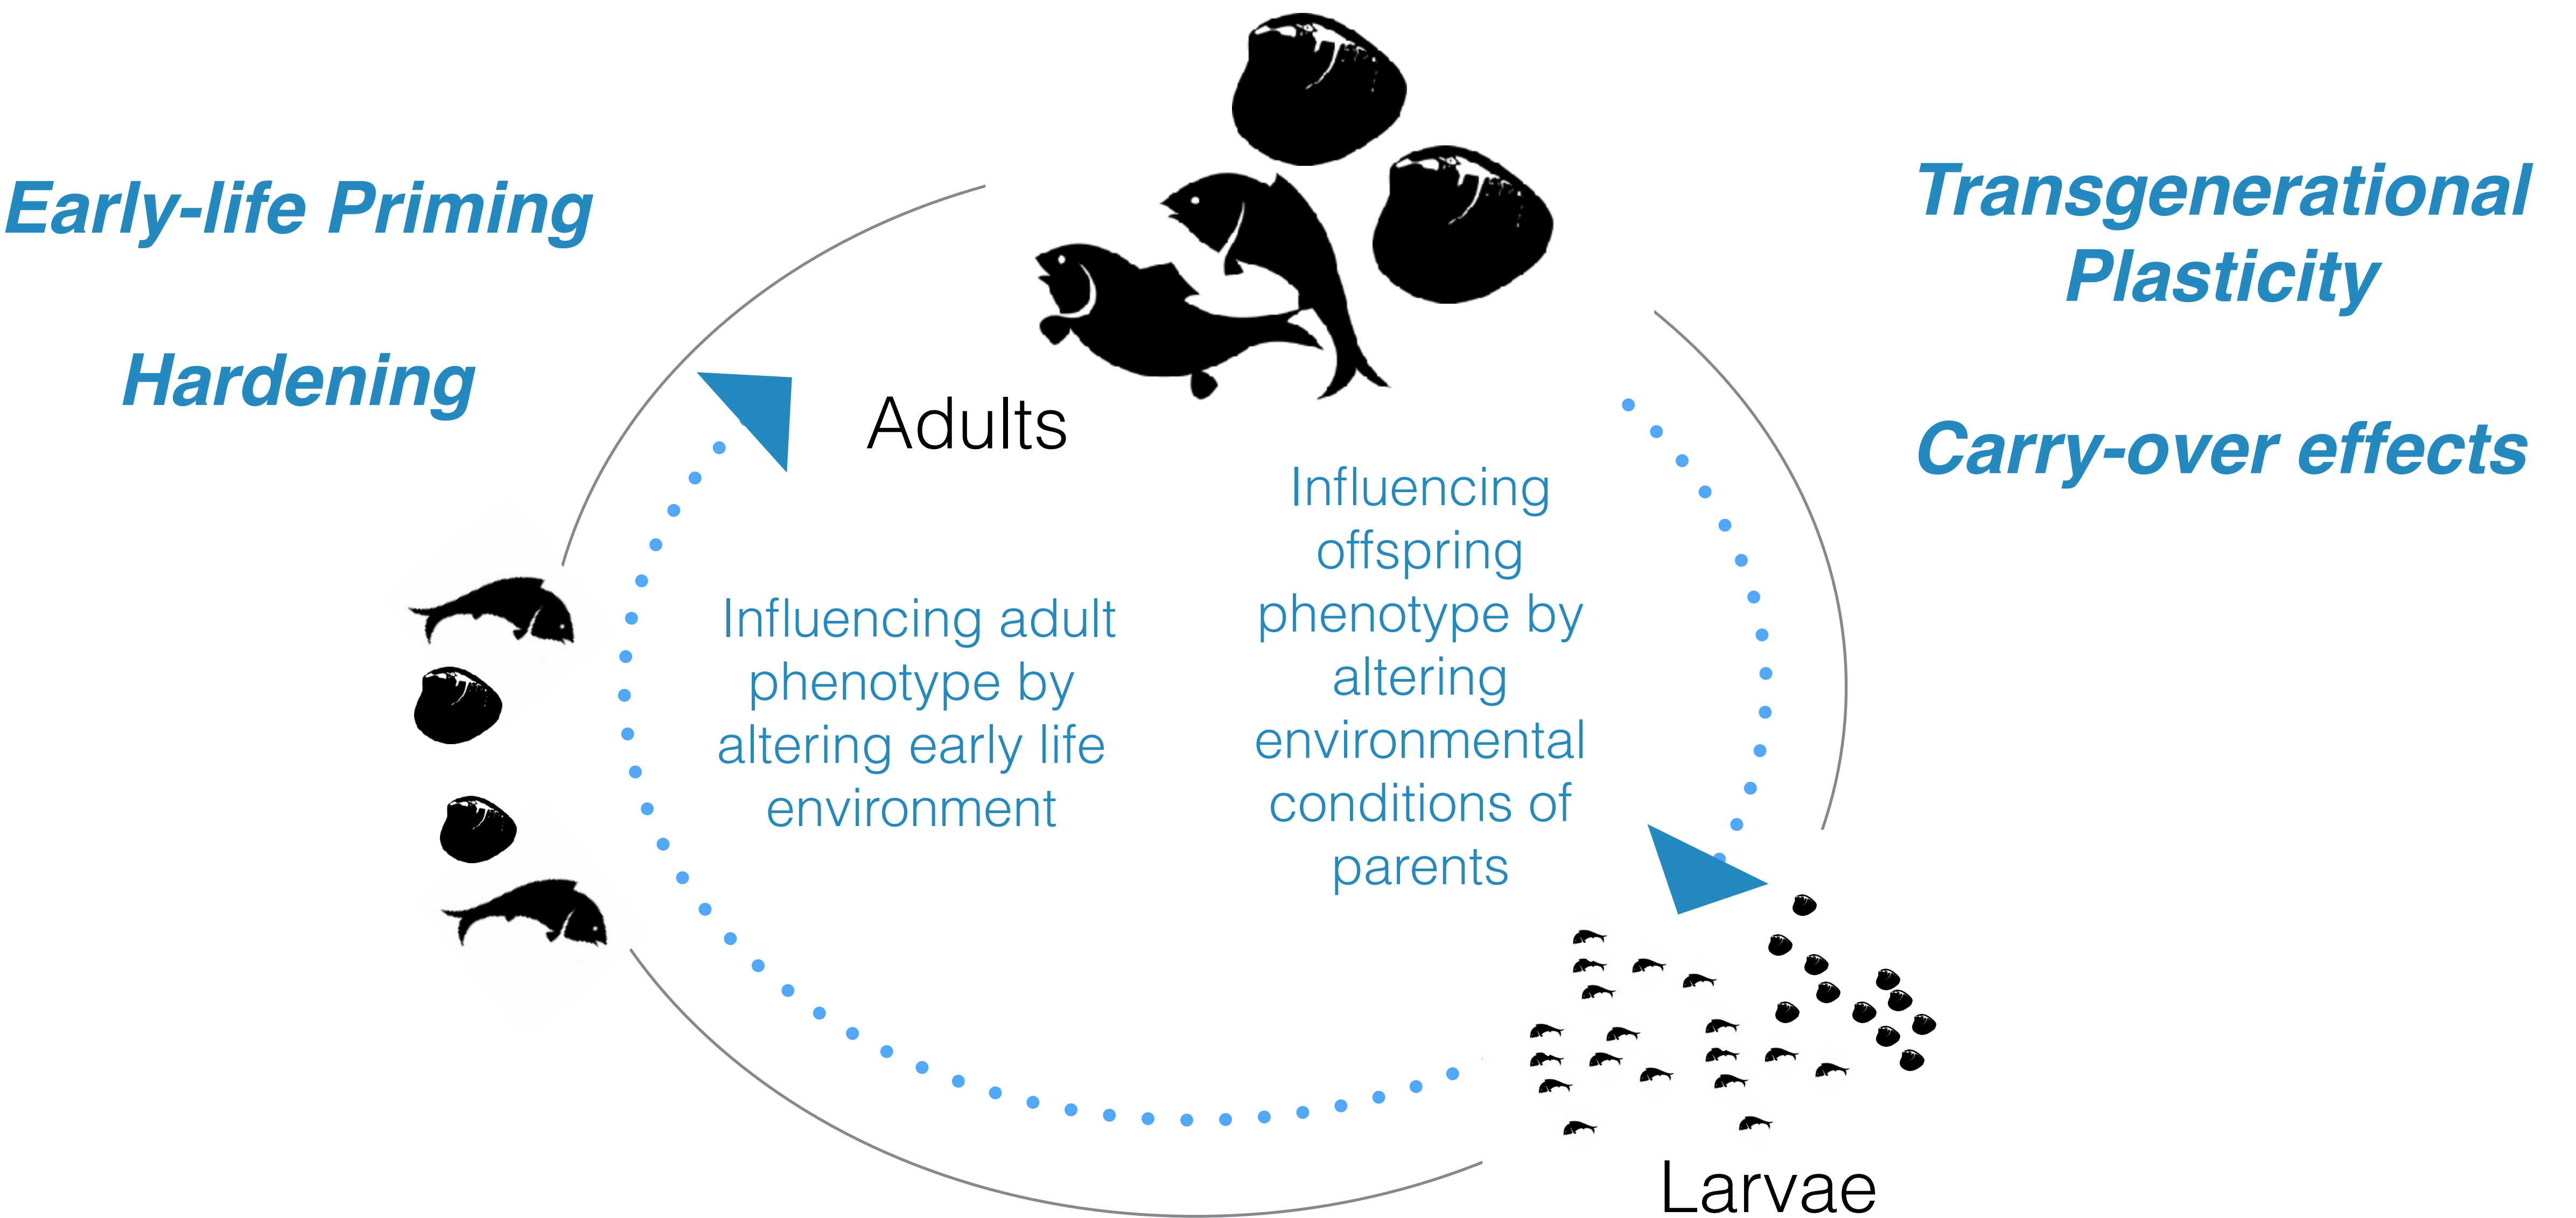 Early-life Priming
Hardening
Transgenerational
Plasticity
Carry-over effects
Adults
Influencing adult
phenotype by
altering early life
environment
Influencing
offspring
phenotype by
altering
environmental
conditions of
parents
Larvae